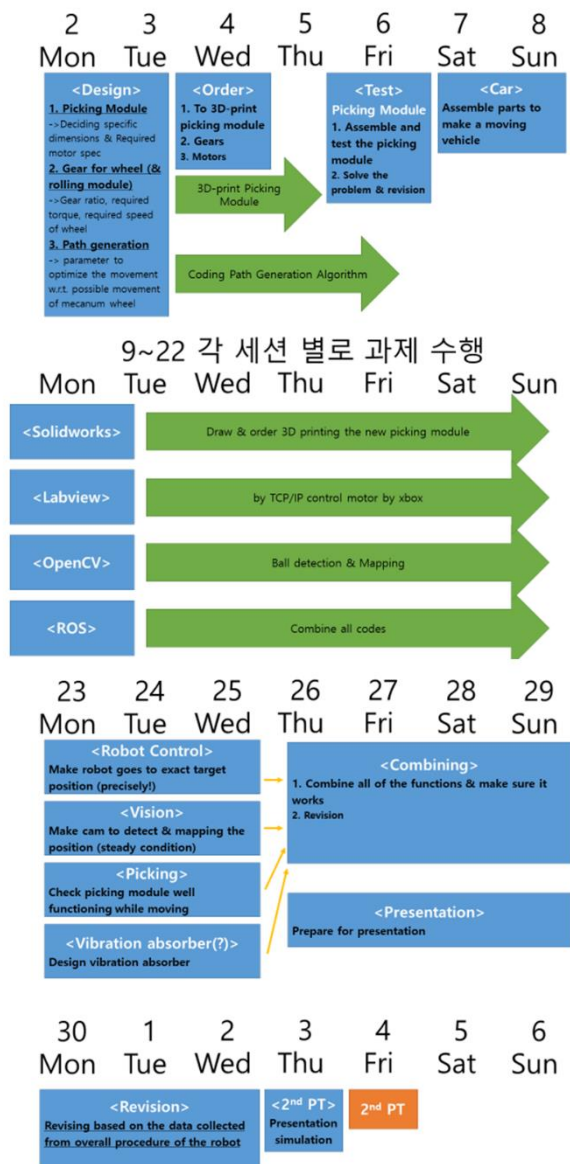 2 3 4 5 6 7 8
Mon Tue Wed Thu Fri Sat Sun
<Design>
1. Picking Module
->Deciding specific
dimensions & Required
motor spec
2. Gear for wheel (&
rolling module)
->Gear ratio, required
torque, required speed of
wheel
3. Path generation
-> parameter to
optimize the movement
w.r.t. possible movement
of mecanum wheel
<Order>
1. To 3D-print
picking module
2. Gears
3. Motors
3D-print Picking
Module
Coding Path Generation Algorithm
<Test>
Picking Module
1. Assemble and
test the picking
module
2. Solve the
problem & revision
<Car>
Assemble parts to
make a moving
vehicle
9~22 각 세션 별로 과제 수행
Mon Tue Wed Thu Fri Sat Sun
<Solidworks>
Draw & order 3D printing the new picking module
<Labview>
by TCP/IP control motor by xbox
<OpenCV>
Ball detection & Mapping
<ROS>
Combine all codes
23 24 25 26 27 28 29
Mon Tue Wed Thu Fri Sat Sun
<Robot Control>
Make robot goes to exact target
position (precisely!)
<Vision>
Make cam to detect & mapping the
position (steady condition)
<Picking>
Check picking module well
functioning while moving
<Vibration absorber(?)>
Design vibration absorber
<Combining>
1. Combine all of the functions & make sure it
works
2. Revision
<Presentation>
Prepare for presentation
30 1 2 3 4 5 6
Mon Tue Wed Thu Fri Sat Sun
<Revision>
Revising based on the data collected
from overall procedure of the robot
<2nd PT>
Presentation
simulation
2nd PT